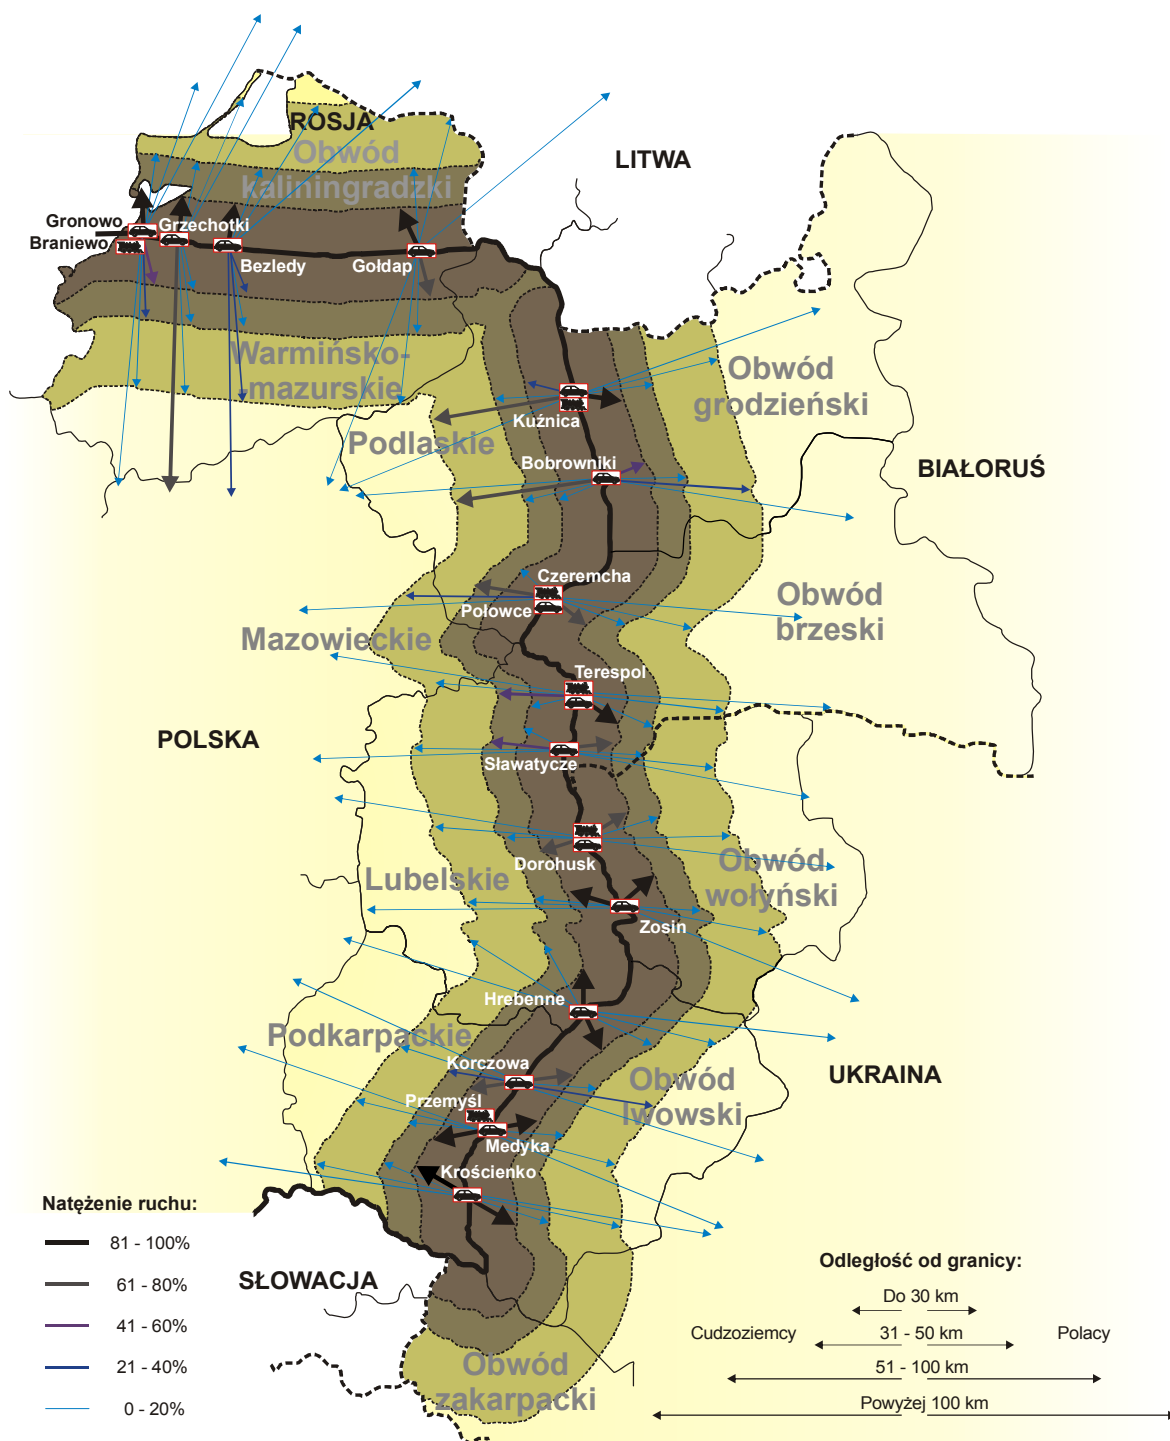 ROSJA
Obwód
kaliningradzki
LITWA
Gronowo
Grzechotki
Braniewo
Bezledy
Gołdap
Warmińsko-
mazurskie
Obwód
grodzieński
Kuźnica
Podlaskie
Bobrowniki
BIAŁORUŚ
Czeremcha
Połowce
Obwód
brzeski
Mazowieckie
Terespol
POLSKA
Sławatycze
Dorohusk
Obwód
wołyński
Lubelskie
Zosin
Hrebenne
Podkarpackie
Korczowa
UKRAINA
Obwód
lwowski
Przemyśl
Medyka
Krościenko
Natężenie ruchu:
81 - 100%
61 - 80%
41 - 60%
21 - 40%
0 - 20%
SŁOWACJA
Obwód
zakarpacki
Odległość od granicy:
Do 30 km
Cudzoziemcy
31 - 50 km
Polacy
51 - 100 km
Powyżej 100 km